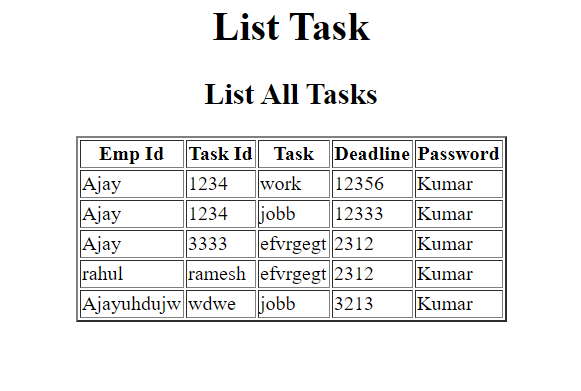 List Task
List All Tasks
Emp Id Task Id Task Deadline Password
Ajay 1234 work 12356 Kumar
Ajay 1234 jobb 12333 Kumar
Ajay 3333 efvrgegt 2312 Kumar
rahul ramesh efvrgegt 2312 Kumar
Ajayuhdujw wdwe jobb 3213 Kumar